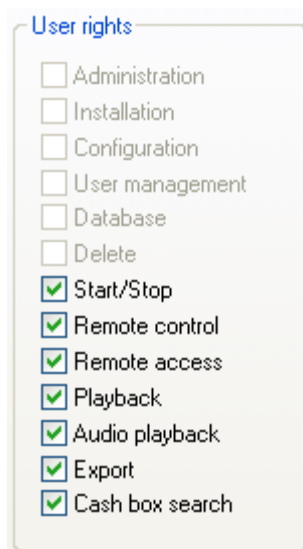 User rights
Administration
Installation
Configuration
User management
Database
Delete
Start/Stop
Remote control
Remote access
Playback
Audio playback
Export
Cash box search